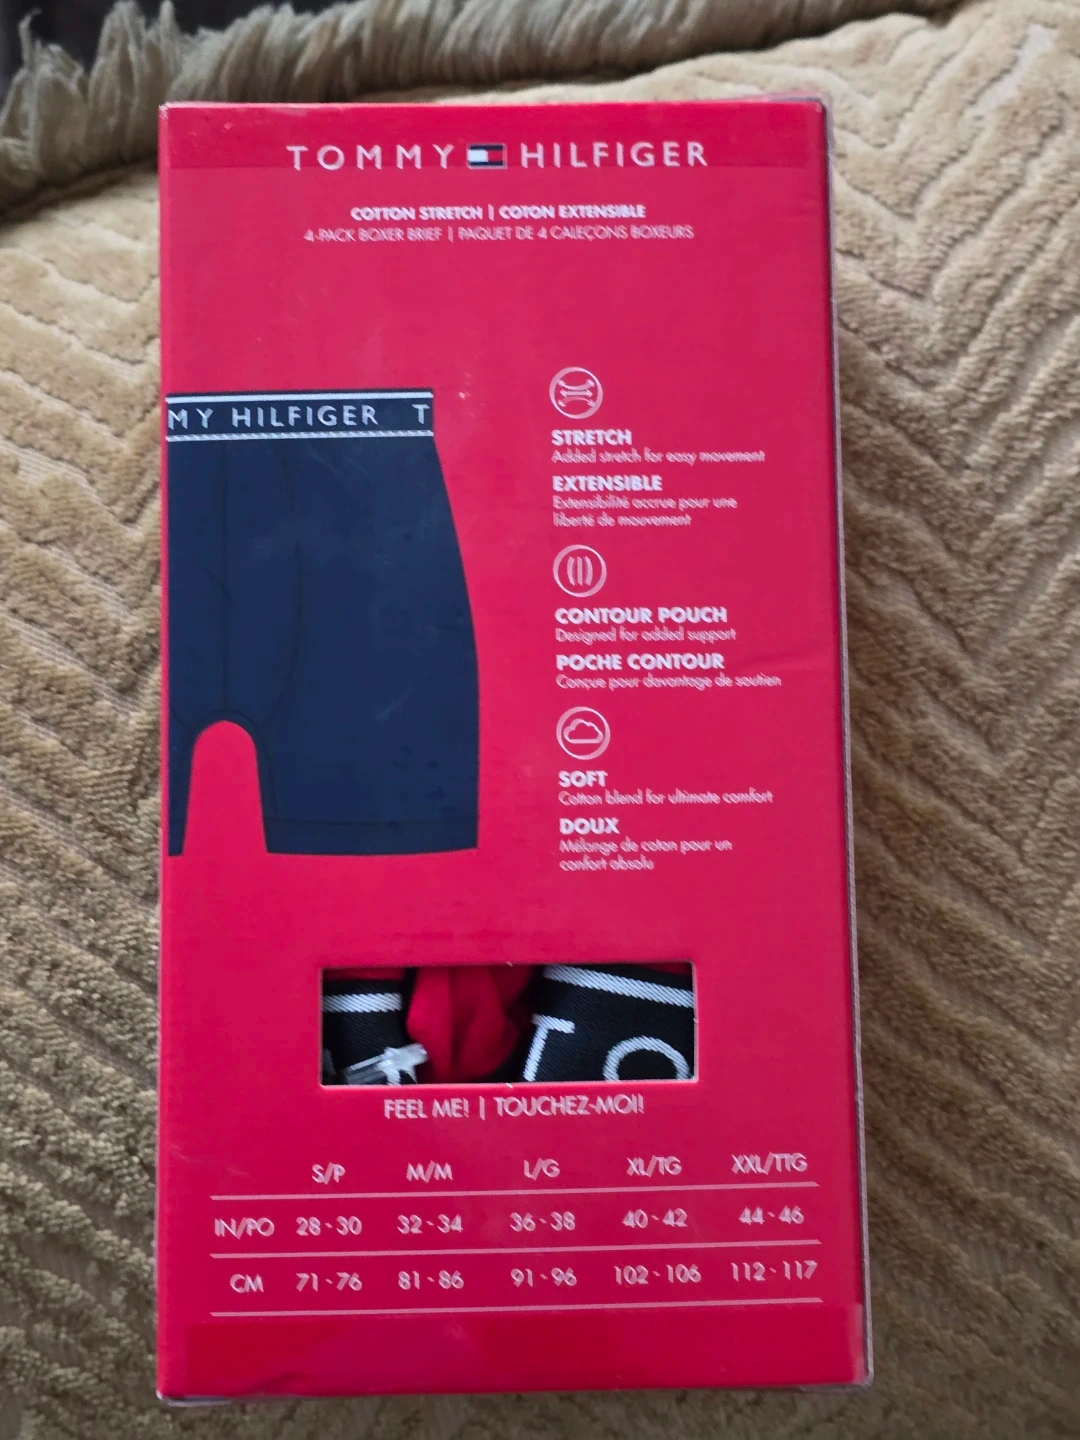 TOMMY HILFIGER
COTTON STRETCH | COTON EXTENSIBLE
4-PACK BOXER BRIEF | PAQUET DE 4 CALEÇONS BOXEURS
MY HILFIGER T
STRETCH
Added stretch for easy movement
EXTENSIBLE
Extensibilité accrue pour une
liberté de mouvement
CONTOUR POUCH
Designed for added support
POCHE CONTOUR
Conçue pour davantage de soutien
SOFT
Cotton blend for ultimate comfort
DOUX
Mélange de coton pour un
confort absolu
TO
FEEL ME! | TOUCHEZ-MOI!
S/P M/M L/G XL/TG XXL/TTG
IN/PO 28-30 32-34 36-38 40-42 44-46
CM 71-76 81-86 91-96 102-106 112-117